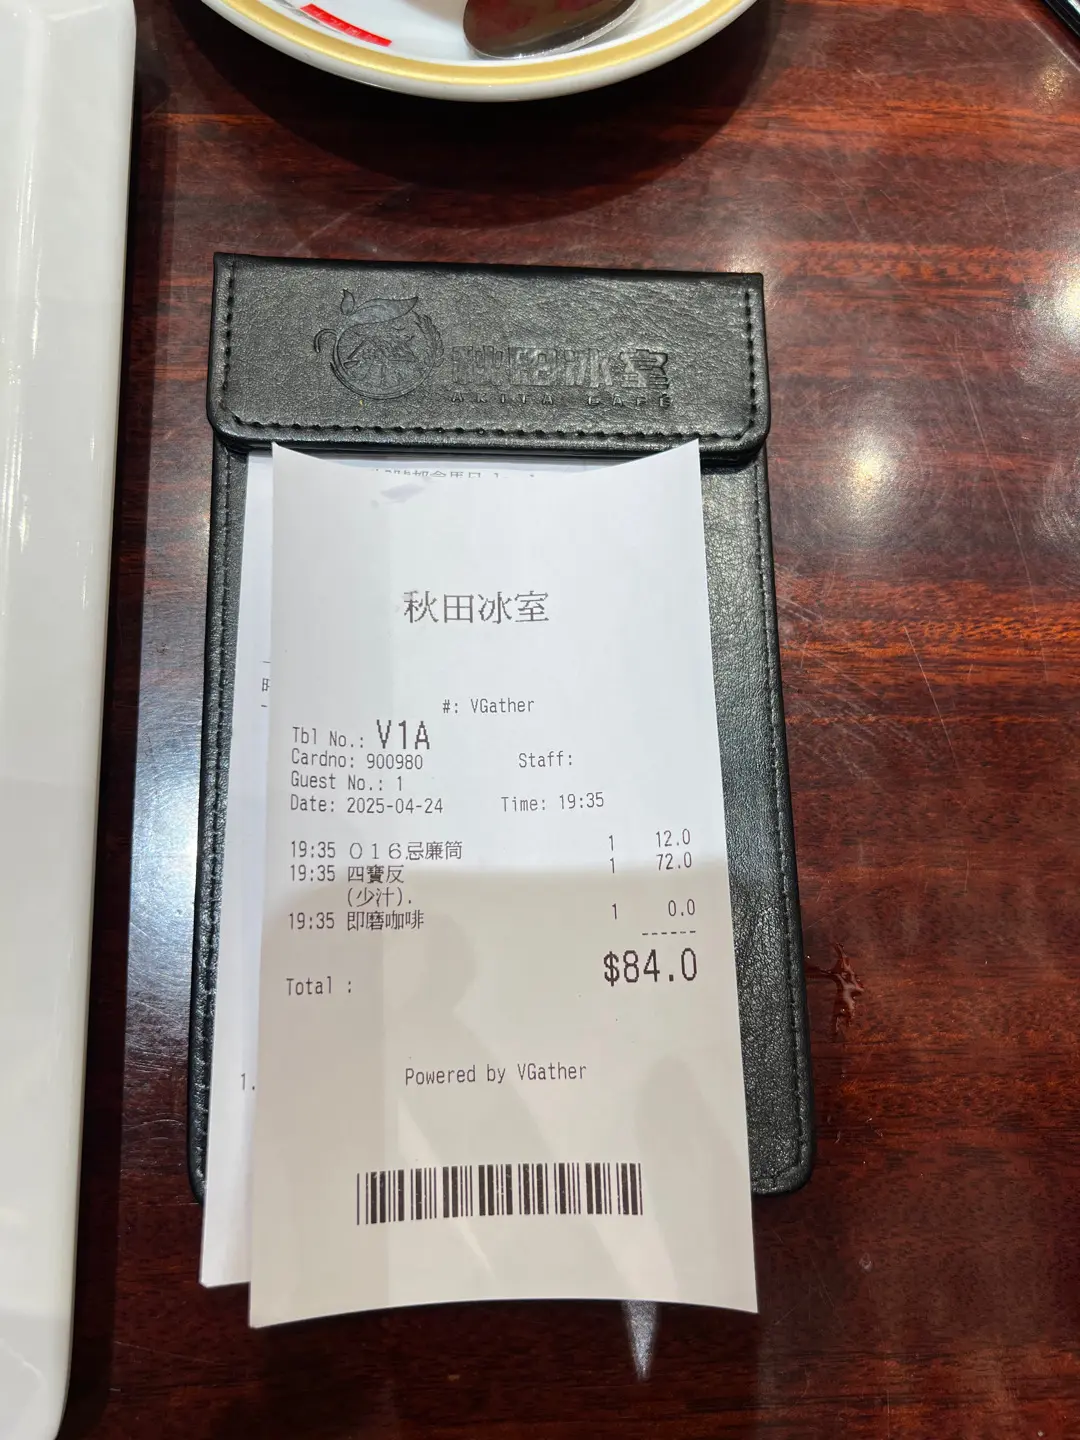 秋田冰室
AKITA CAFÉ
秋田冰室
#: VGather
Tbl No.: V1A
Cardno: 900980 Staff:
Guest No.: 1
Date: 2025-04-24 Time: 19:35
19:35 ０１６忌廉筒 1 12.0
19:35 四寶反 1 72.0
(少汁).
19:35 即磨咖啡 1 0.0
------
$84.0
Total :
Powered by VGather
1.